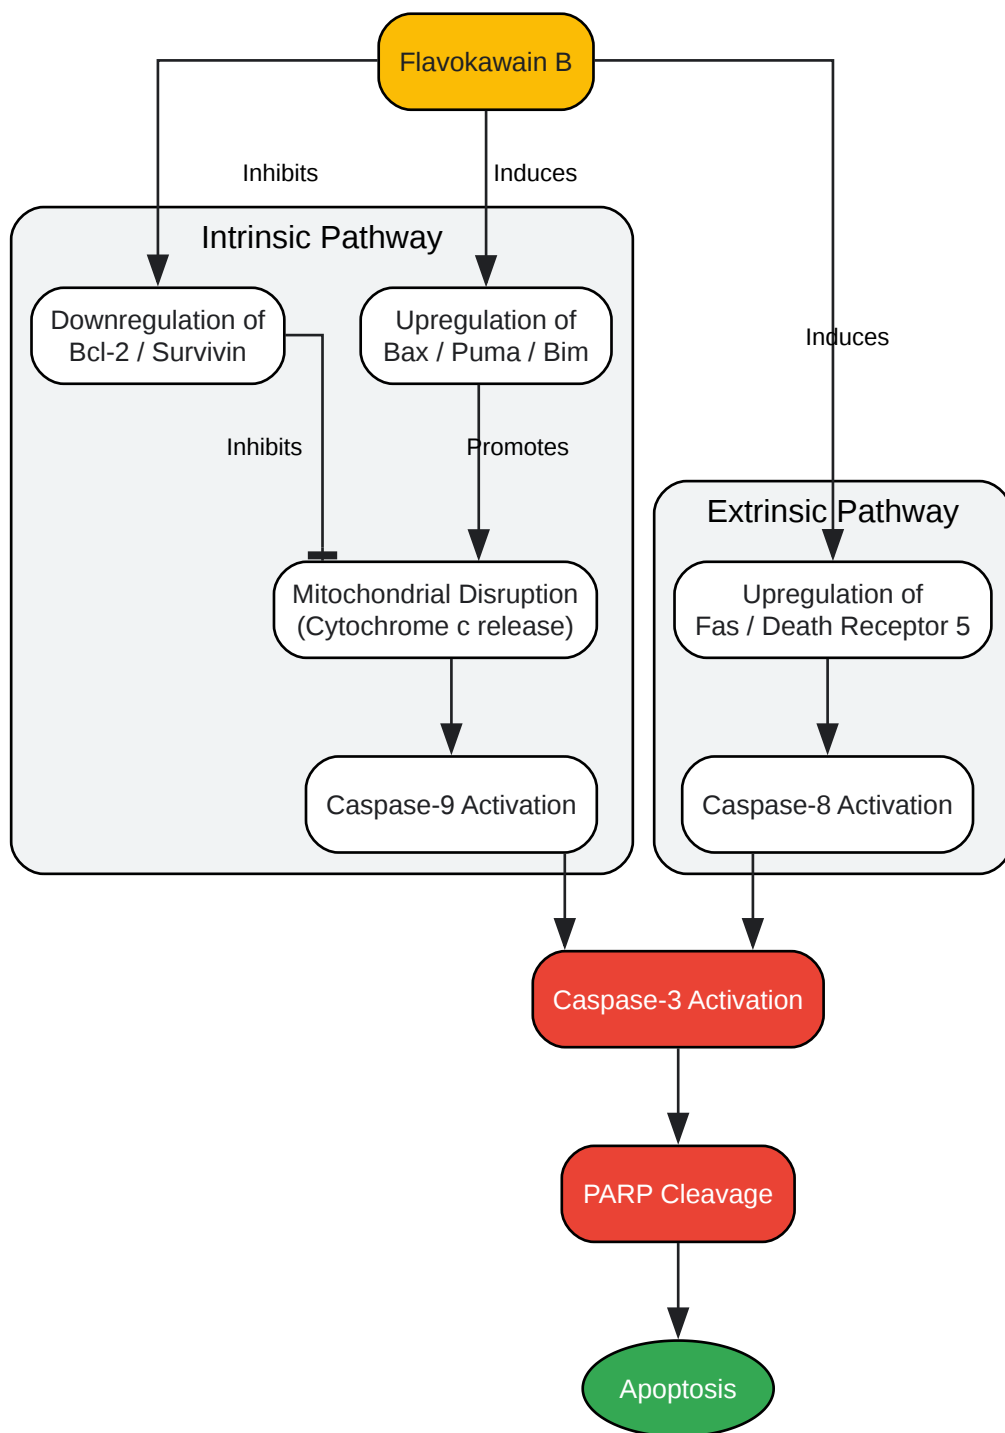 Flavokawain B
Inhibits
Induces
Intrinsic Pathway
Downregulation of
Bcl-2 / Survivin
Upregulation of
Bax / Puma / Bim
Induces
Inhibits
Promotes
Extrinsic Pathway
Mitochondrial Disruption
(Cytochrome c release)
Upregulation of
Fas / Death Receptor 5
Caspase-9 Activation
Caspase-8 Activation
Caspase-3 Activation
PARP Cleavage
Apoptosis